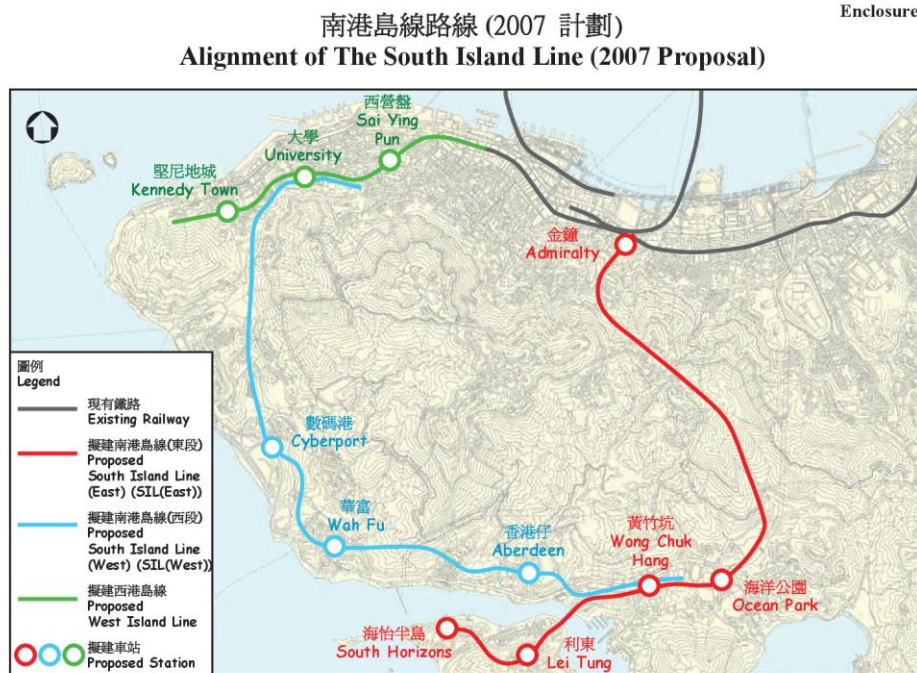 Enclosure
南港島線路線 (2007 計劃)
Alignment of The South Island Line (2007 Proposal)
西營盤
Sai Ying
Pun
大學
University
堅尼地城
Kennedy Town
金鐘
Admiralty
圖例
Legend
現有鐵路
Existing Railway
擬建南港島線(東段)
Proposed
South Island Line
(East) (SIL(East))
擬建南港島線(西段)
Proposed
South Island Line
(West) (SIL(West))
擬建西港島線
Proposed
West Island Line
擬建車站
Proposed Station
數碼港
Cyberport
華富
Wah Fu
香港仔
Aberdeen
黃竹坑
Wong Chuk
Hang
海洋公園
Ocean Park
海怡半島
South Horizons
利東
Lei Tung